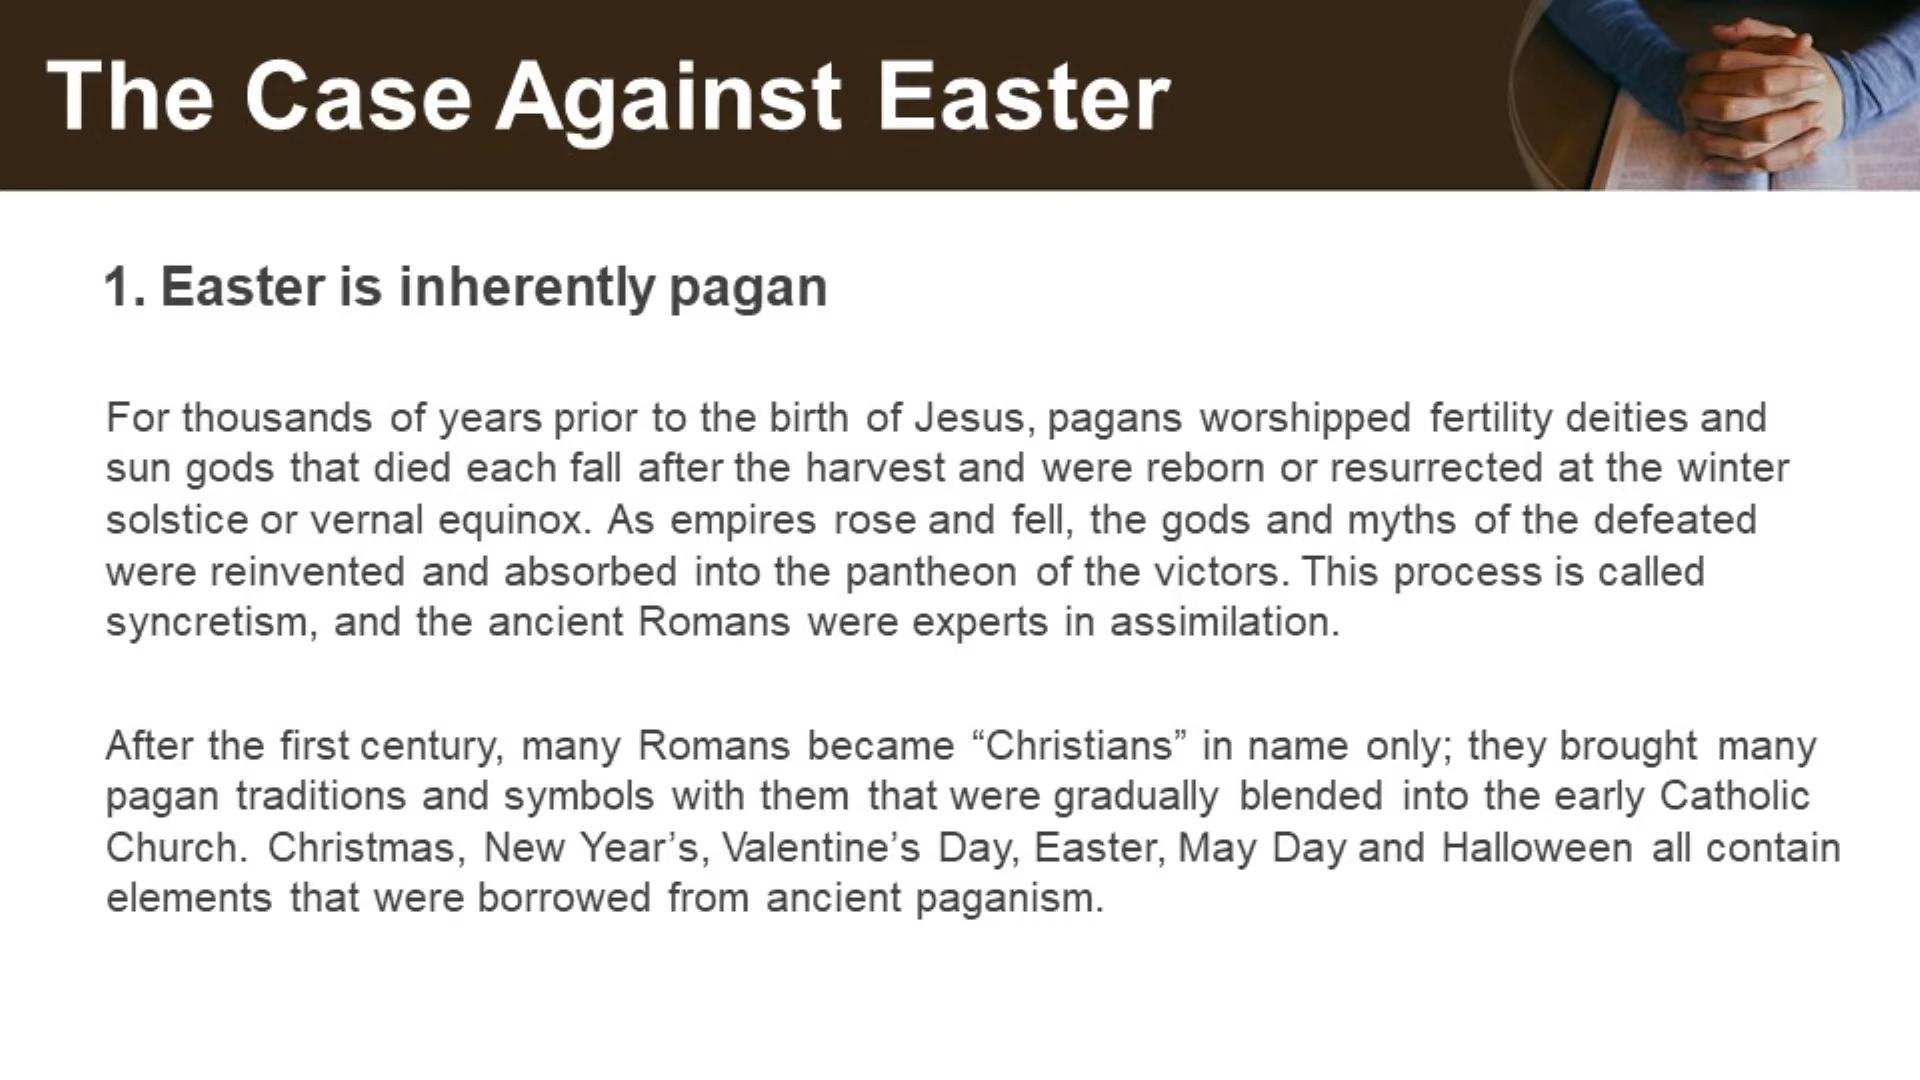 The Case Against Easter
1. Easter is inherently pagan
For thousands of years prior to the birth of Jesus, pagans worshipped fertility deities and
sun gods that died each fall after the harvest and were reborn or resurrected at the winter
solstice or vernal equinox. As empires rose and fell, the gods and myths of the defeated
were reinvented and absorbed into the pantheon of the victors. This process is called
syncretism, and the ancient Romans were experts in assimilation.
After the first century, many Romans became “Christians” in name only; they brought many
pagan traditions and symbols with them that were gradually blended into the early Catholic
Church. Christmas, New Year’s, Valentine’s Day, Easter, May Day and Halloween all contain
elements that were borrowed from ancient paganism.